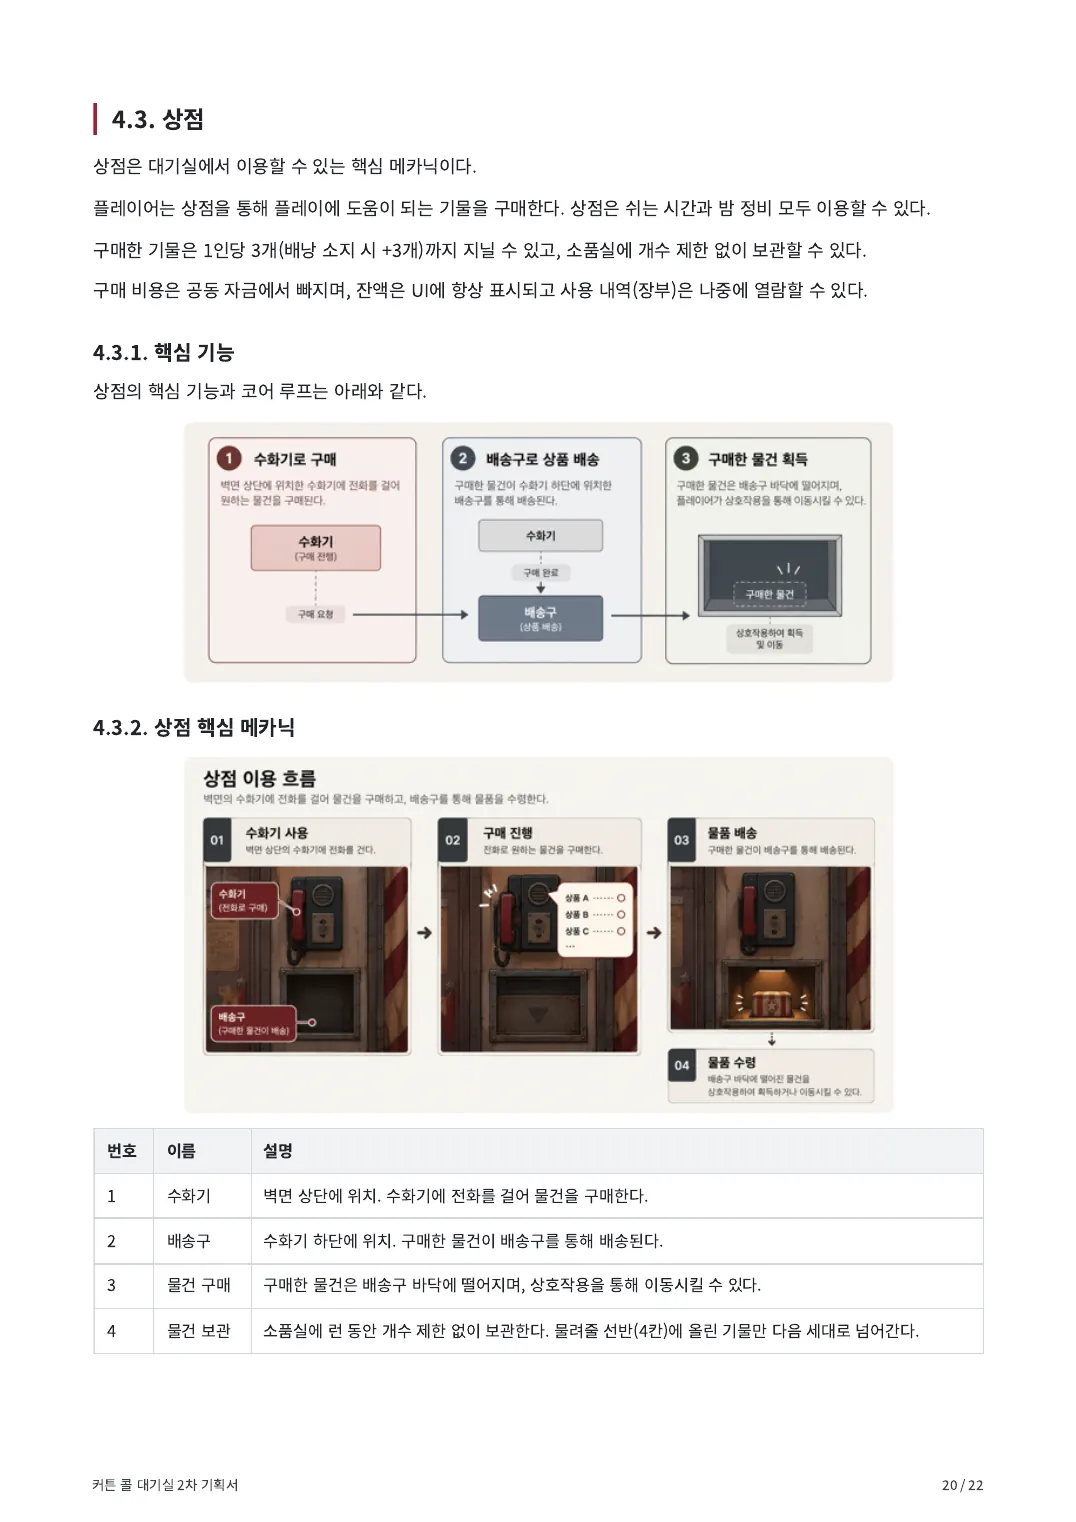 4.3. 상점
상점은 대기실에서 이용할 수 있는 핵심 메카닉이다.
플레이어는 상점을 통해 플레이에 도움이 되는 기물을 구매한다. 상점은 쉬는 시간과 밤 정비 모두 이용할 수 있다.
구매한 기물은 1인당 3개(배낭 소지 시 +3개)까지 지닐 수 있고, 소품실에 개수 제한 없이 보관할 수 있다.
구매 비용은 공동 자금에서 빠지며, 잔액은 UI에 항상 표시되고 사용 내역(장부)은 나중에 열람할 수 있다.
4.3.1. 핵심 기능
상점의 핵심 기능과 코어 루프는 아래와 같다.
1 수화기로 구매
벽면 상단에 위치한 수화기에 전화를 걸어
원하는 물건을 구매된다.
수화기
(구매 진행)
구매 요청
2 배송구로 상품 배송
구매한 물건이 수화기 하단에 위치한
배송구를 통해 배송된다.
수화기
구매 완료
배송구
(상품 배송)
3 구매한 물건 획득
구매한 물건은 배송구 바닥에 떨어지며,
플레이어가 상호작용을 통해 이동시킬 수 있다.
구매한 물건
상호작용하여 획득
및 이동
4.3.2. 상점 핵심 메카닉
상점 이용 흐름
벽면의 수화기에 전화를 걸어 물건을 구매하고, 배송구를 통해 물품을 수령한다.
01 수화기 사용
벽면 상단의 수화기에 전화를 건다.
수화기
(전화로 구매)
배송구
(구매한 물건이 배송)
02 구매 진행
전화로 원하는 물건을 구매한다.
상품 A ······
상품 B ······
상품 C ······
...
03 물품 배송
구매한 물건이 배송구를 통해 배송된다.
04 물품 수령
배송구 바닥에 떨어진 물건을
상호작용하여 획득하거나 이동시킬 수 있다.
번호 이름 설명
1 수화기 벽면 상단에 위치. 수화기에 전화를 걸어 물건을 구매한다.
2 배송구 수화기 하단에 위치. 구매한 물건이 배송구를 통해 배송된다.
3 물건 구매 구매한 물건은 배송구 바닥에 떨어지며, 상호작용을 통해 이동시킬 수 있다.
4 물건 보관 소품실에 런 동안 개수 제한 없이 보관한다. 물려줄 선반(4칸)에 올린 기물만 다음 세대로 넘어간다.
커튼 콜 대기실 2차 기획서
20 / 22